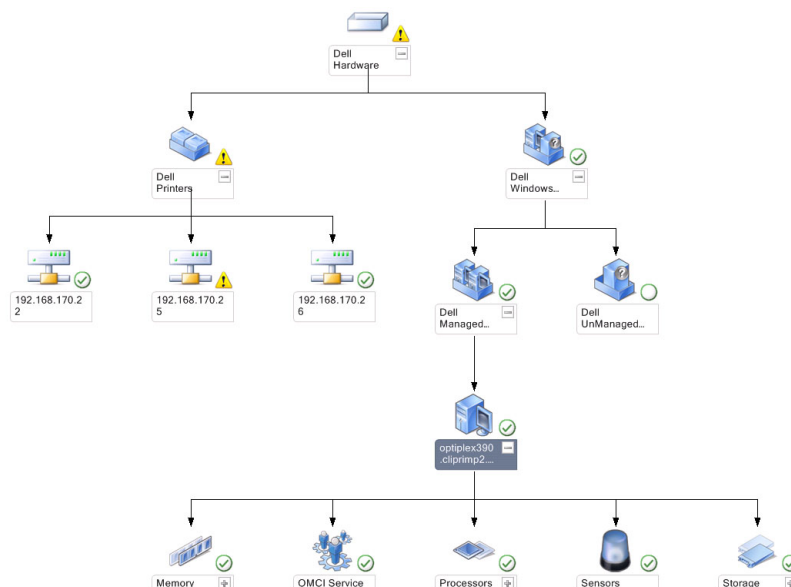 Dell
Hardware
Dell
Printers
Dell
Windows...
192.168.170.2
2
192.168.170.2
5
192.168.170.2
6
Dell
Managed...
Dell
UnManaged...
optiplex390
.cliprimp2....
Memory
OMCI Service
Processors
Sensors
Storage